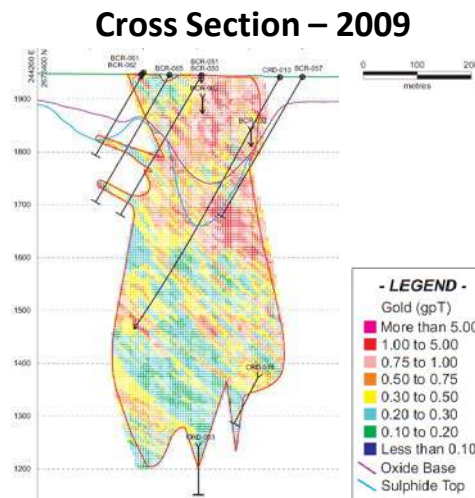 Cross Section – 2009
244200 E
2673400 N
BCR-061
BCR-062
BCR-065
BCR-051
BCR-050
CRD-013
BCR-057
0
100
200
metres
1900
1800
1700
1600
1500
1400
1300
1200
- LEGEND -
Gold (gpT)
More than 5.00
1.00 to 5.00
0.75 to 1.00
0.50 to 0.75
0.30 to 0.50
0.20 to 0.30
0.10 to 0.20
Less than 0.10
Oxide Base
Sulphide Top